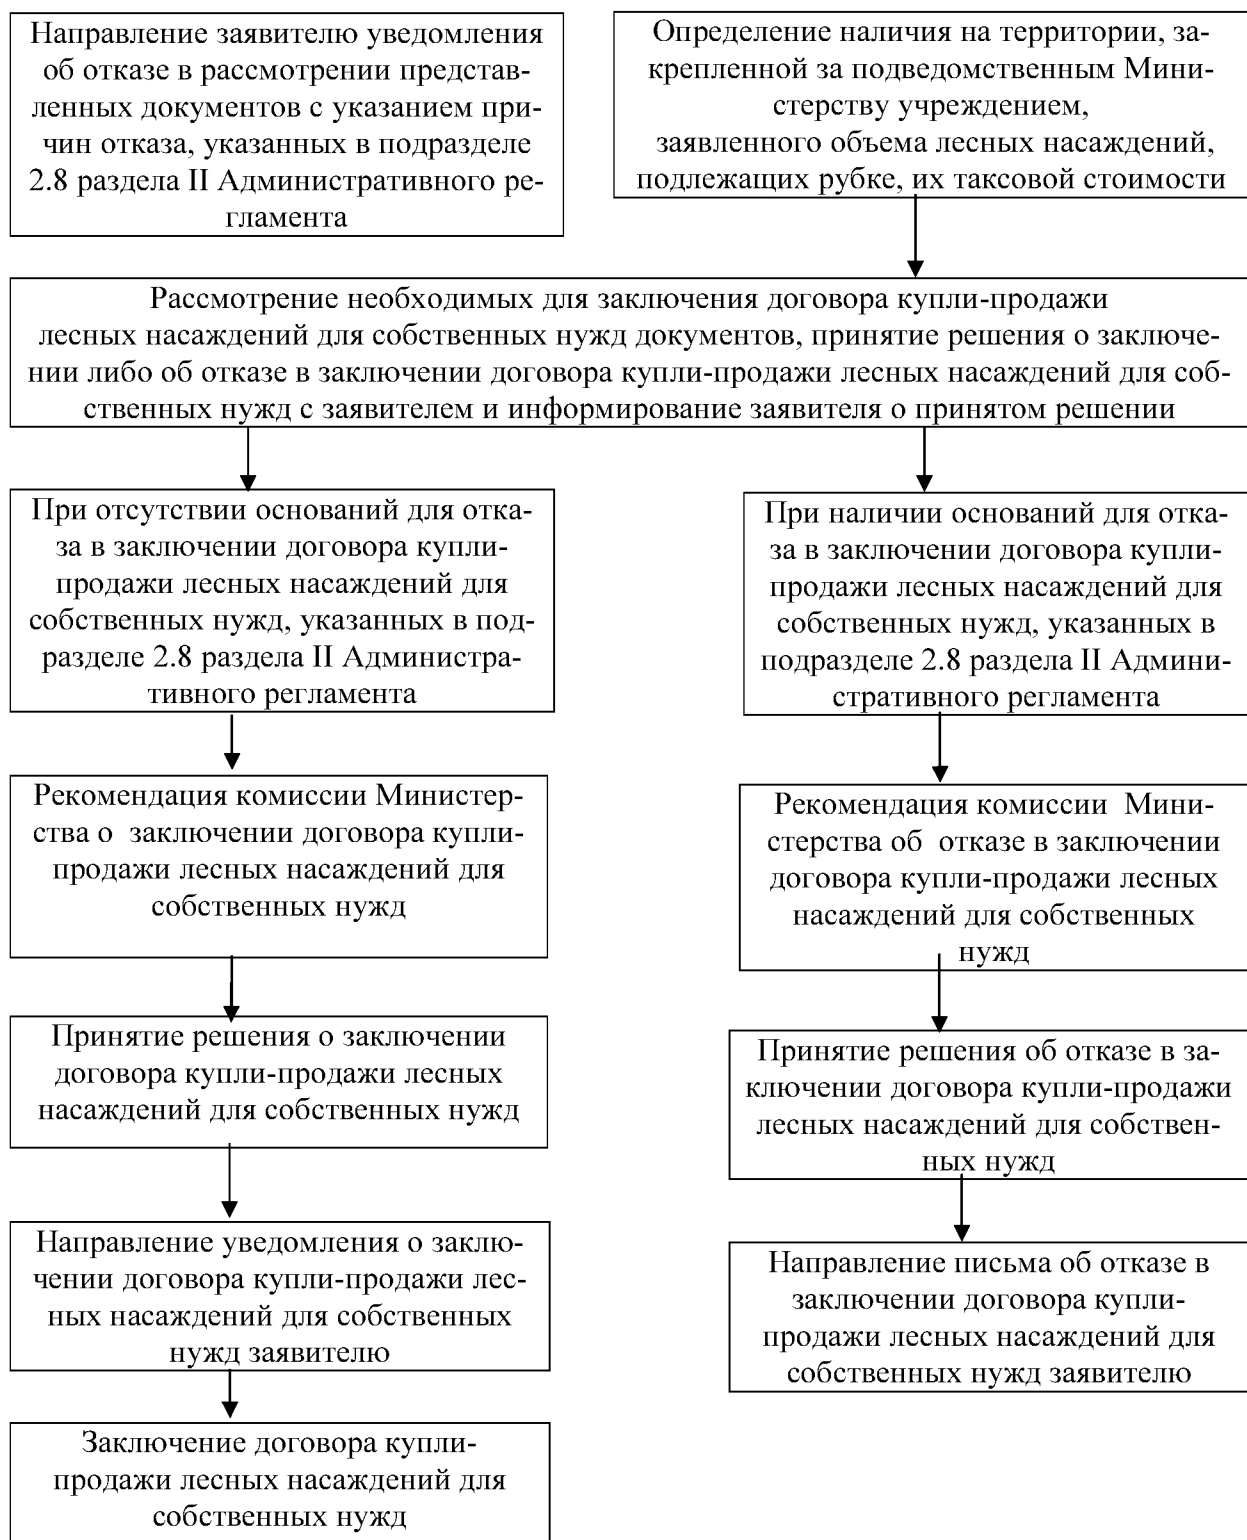 Направление заявителю уведомления
об отказе в рассмотрении представ-
ленных документов с указанием при-
чин отказа, указанных в подразделе
2.8 раздела II Административного ре-
гламента
Определение наличия на территории, за-
крепленной за подведомственным Мини-
стерству учреждением,
заявленного объема лесных насаждений,
подлежащих рубке, их таксовой стоимости
Рассмотрение необходимых для заключения договора купли-продажи
лесных насаждений для собственных нужд документов, принятие решения о заключе-
нии либо об отказе в заключении договора купли-продажи лесных насаждений для соб-
ственных нужд с заявителем и информирование заявителя о принятом решении
При отсутствии оснований для отка-
за в заключении договора купли-
продажи лесных насаждений для
собственных нужд, указанных в под-
разделе 2.8 раздела II Администра-
тивного регламента
При наличии оснований для отка-
за в заключении договора купли-
продажи лесных насаждений для
собственных нужд, указанных в
подразделе 2.8 раздела II Админи-
стративного регламента
Рекомендация комиссии Министер-
ства о  заключении договора купли-
продажи лесных насаждений для
собственных нужд
Рекомендация комиссии  Мини-
стерства об  отказе в заключении
договора купли-продажи лесных
насаждений для собственных
нужд
Принятие решения о заключении
договора купли-продажи лесных
насаждений для собственных нужд
Принятие решения об отказе в за-
ключении договора купли-продажи
лесных насаждений для собствен-
ных нужд
Направление уведомления о заклю-
чении договора купли-продажи лес-
ных насаждений для собственных
нужд заявителю
Направление письма об отказе в
заключении договора купли-
продажи лесных насаждений для
собственных нужд заявителю
Заключение договора купли-
продажи лесных насаждений для
собственных нужд